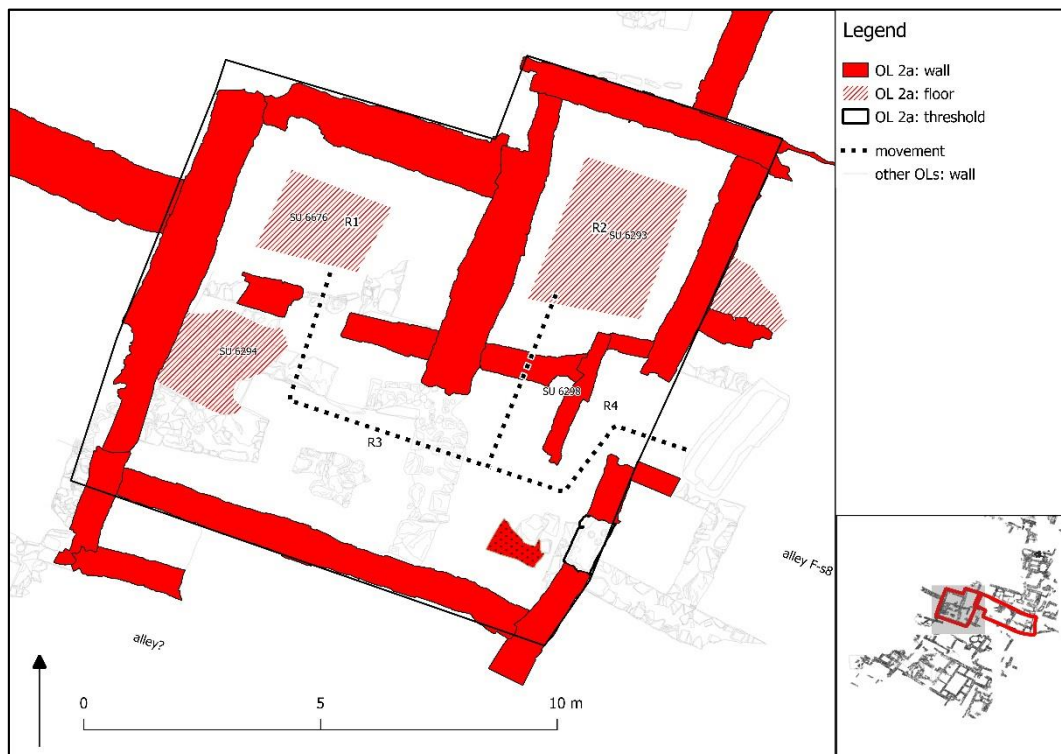 Legend
OL 2a: wall
OL 2a: floor
OL 2a: threshold
movement
other OLs: wall
SU 6676
R1
R2
SU 6293
SU 6294
SU 6298
R4
R3
alley F-s8
alley?
0
5
10 m